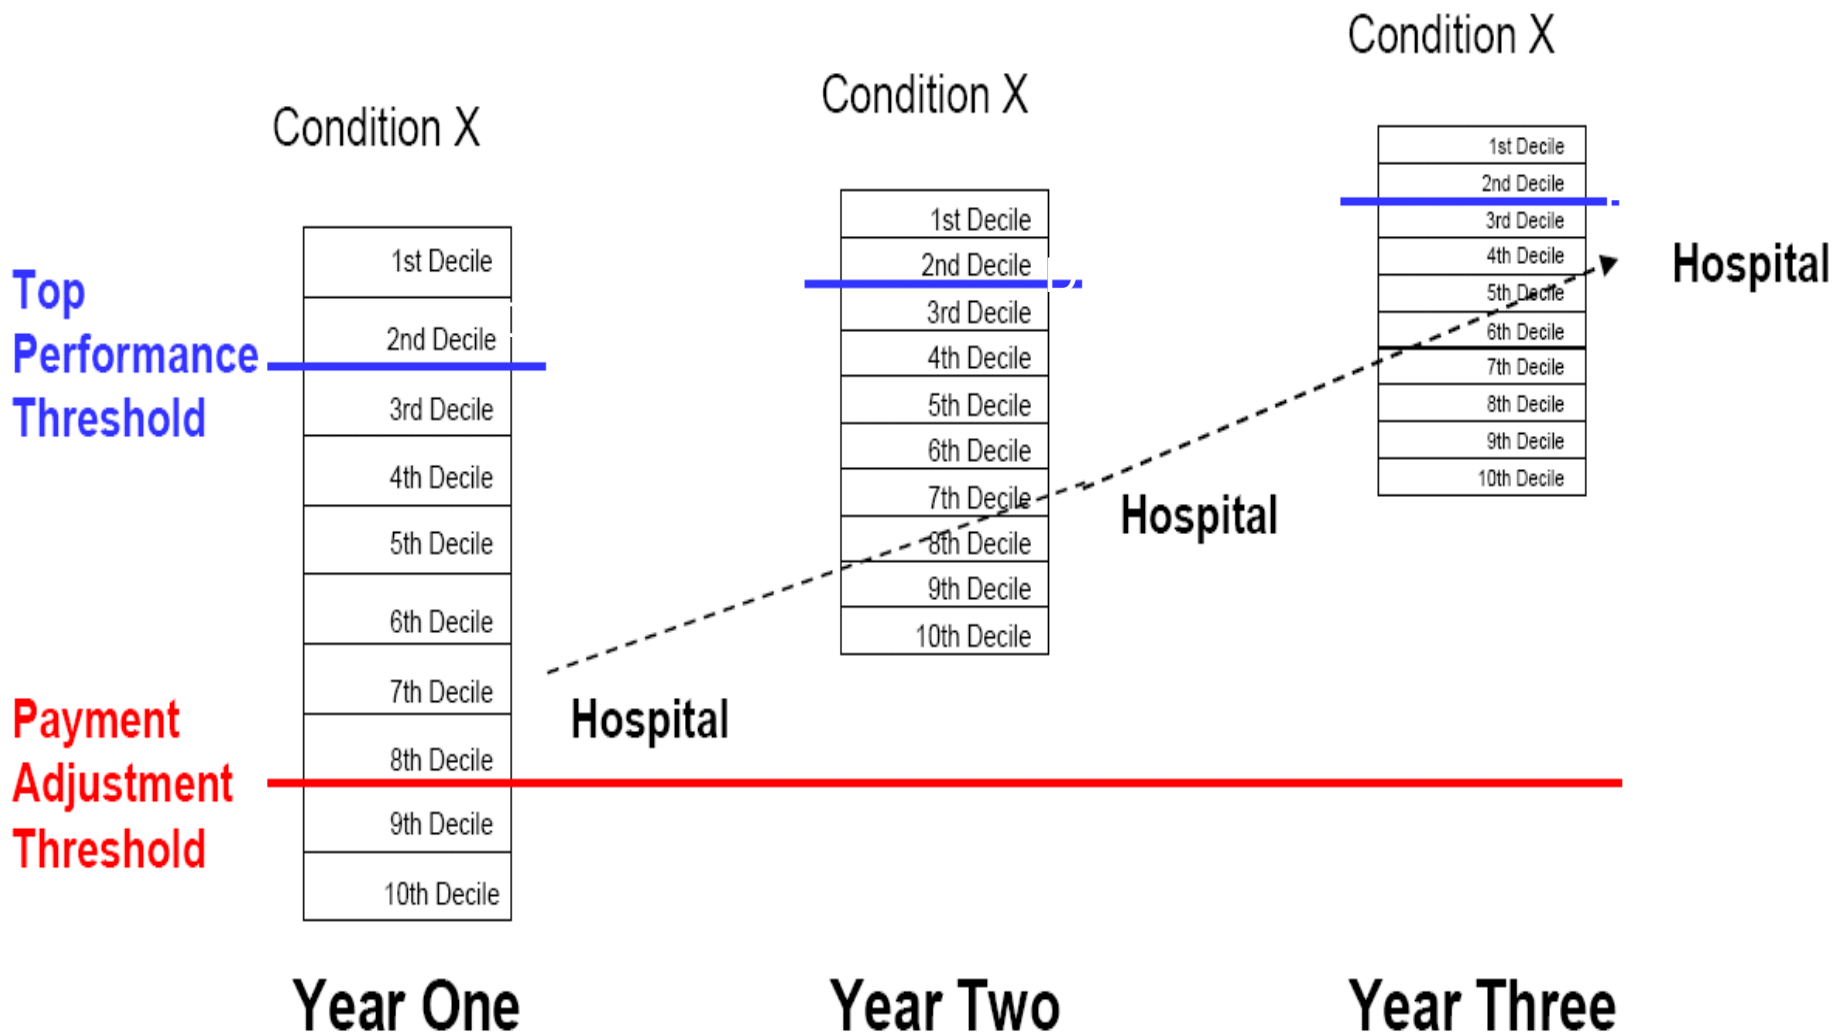 Condition X
1st Decile
2nd Decile
3rd Decile
4th Decile
5th Decile
6th Decile
7th Decile
8th Decile
9th Decile
10th Decile
Year One
Top
Performance
Threshold
Payment
Adjustment
Threshold
Hospital
Condition X
1st Decile
2nd Decile
3rd Decile
4th Decile
5th Decile
6th Decile
7th Decile
8th Decile
9th Decile
10th Decile
Year Two
Hospital
Condition X
1st Decile
2nd Decile
3rd Decile
4th Decile
5th Decile
6th Decile
7th Decile
8th Decile
9th Decile
10th Decile
Year Three
Hospital